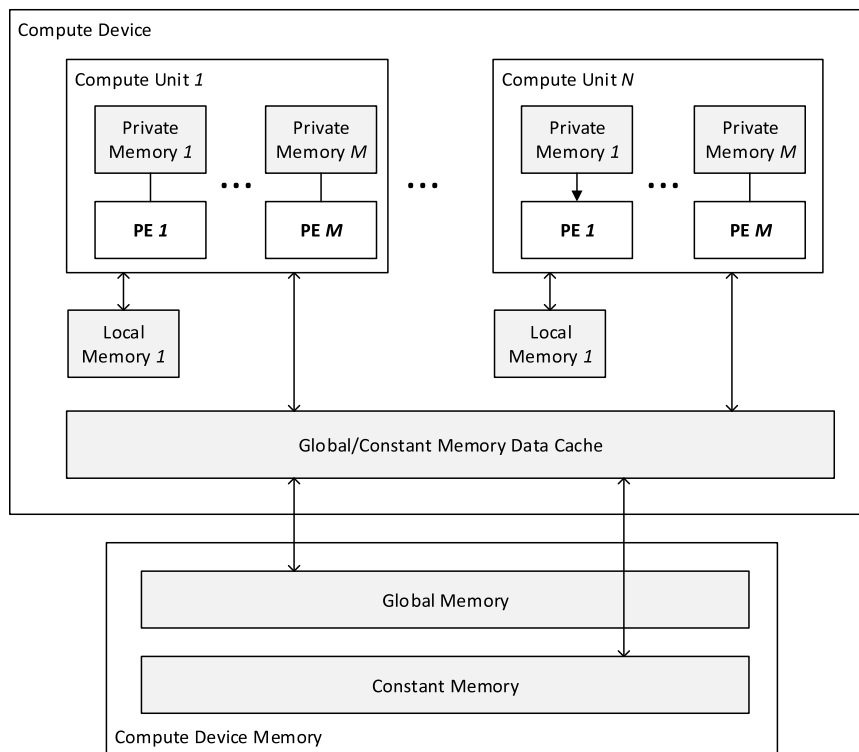 Compute Device
Compute Unit 1
Compute Unit N
Private
Memory 1
Private
Memory M
Private
Memory 1
Private
Memory M
...
...
...
PE 1
PE M
PE 1
PE M
Local
Memory 1
Local
Memory 1
Global/Constant Memory Data Cache
Global Memory
Constant Memory
Compute Device Memory